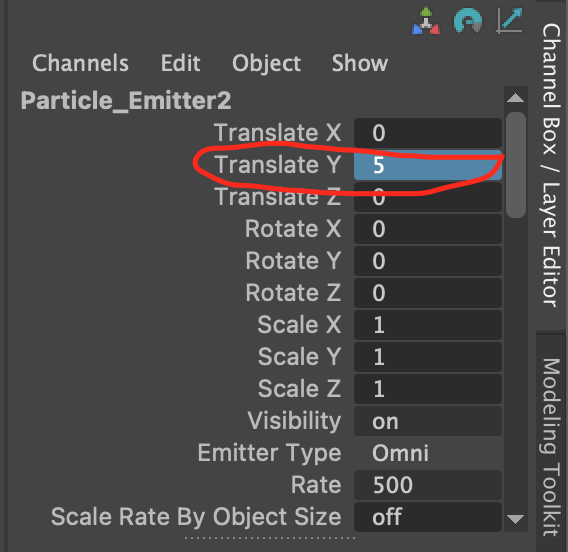 Channels Edit Object Show
Particle_Emitter2
Translate X 0
Translate Y 5
Translate Z 0
Rotate X 0
Rotate Y 0
Rotate Z 0
Scale X 1
Scale Y 1
Scale Z 1
Visibility on
Emitter Type Omni
Rate 500
Scale Rate By Object Size off
Channel Box / Layer Editor
Modeling Toolkit